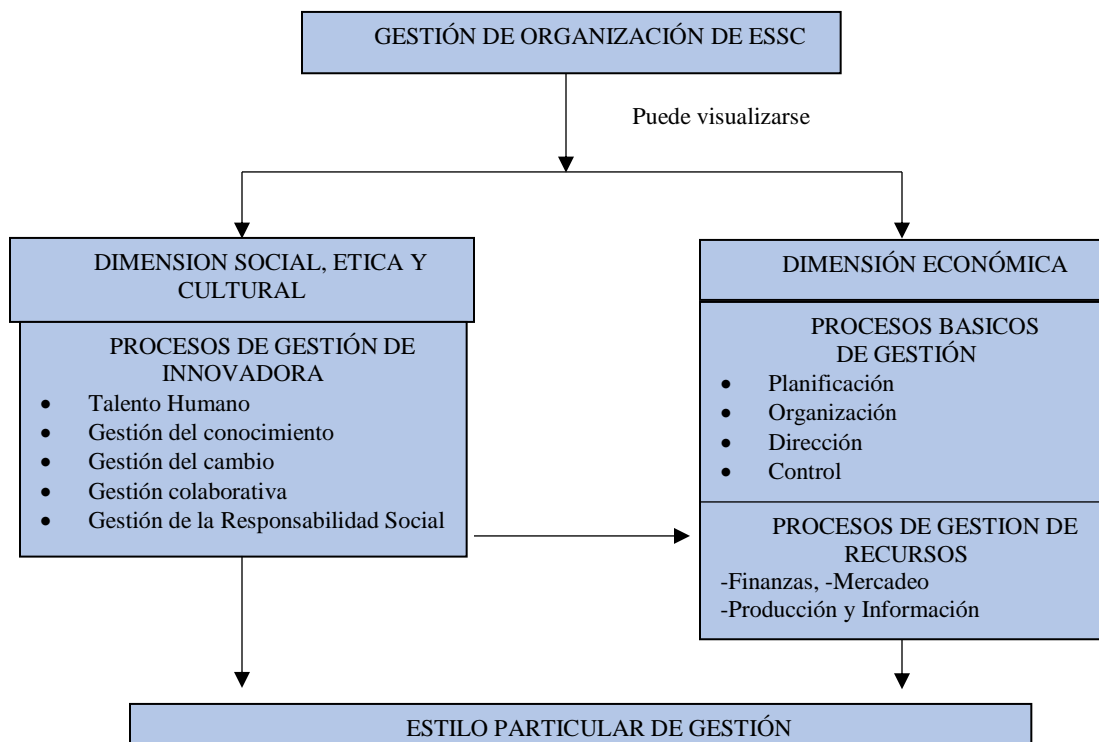 GESTIÓN DE ORGANIZACIÓN DE ESSC
Puede visualizarse
DIMENSION SOCIAL, ETICA Y
CULTURAL
PROCESOS DE GESTIÓN DE
INNOVADORA
• Talento Humano
• Gestión del conocimiento
• Gestión del cambio
• Gestión colaborativa
• Gestión de la Responsabilidad Social
DIMENSIÓN ECONÓMICA
PROCESOS BASICOS
DE GESTIÓN
• Planificación
• Organización
• Dirección
• Control
PROCESOS DE GESTION DE
RECURSOS
-Finanzas, -Mercadeo
-Producción y Información
ESTILO PARTICULAR DE GESTIÓN